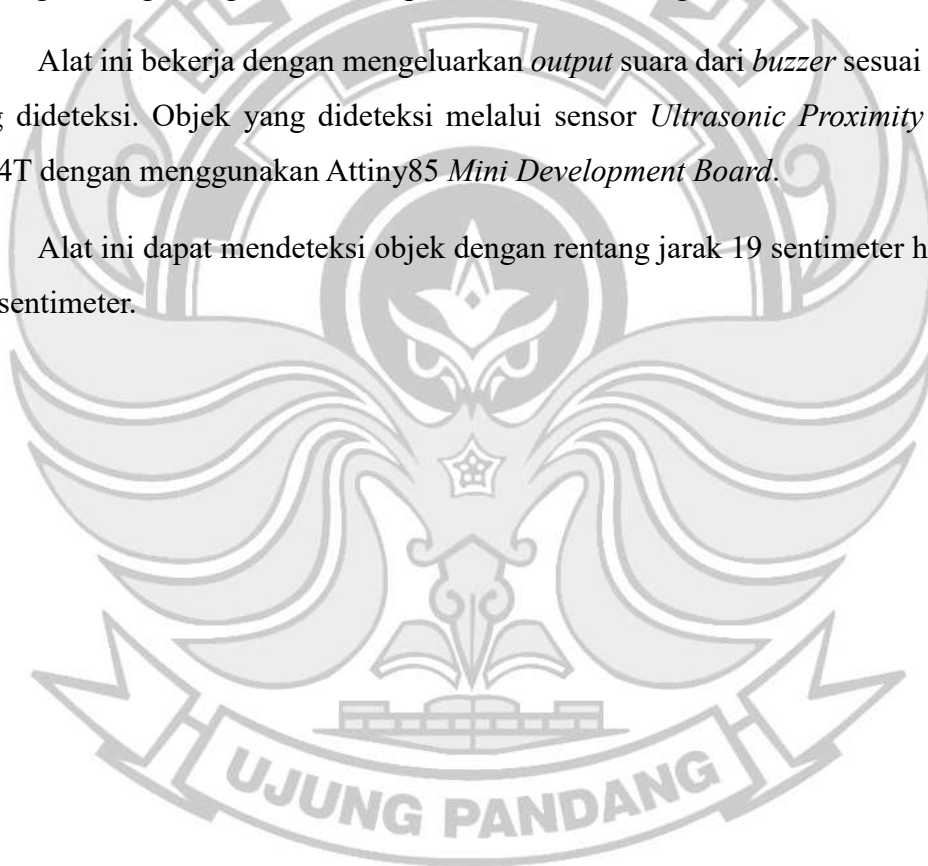 Alat ini bekerja dengan mengeluarkan output suara dari buzzer sesuai
dideteksi. Objek yang dideteksi melalui sensor Ultrasonic Proximity
4T dengan menggunakan Attiny85 Mini Development Board.
Alat ini dapat mendeteksi objek dengan rentang jarak 19 sentimeter h
sentimeter.
UJUNG PANDANG